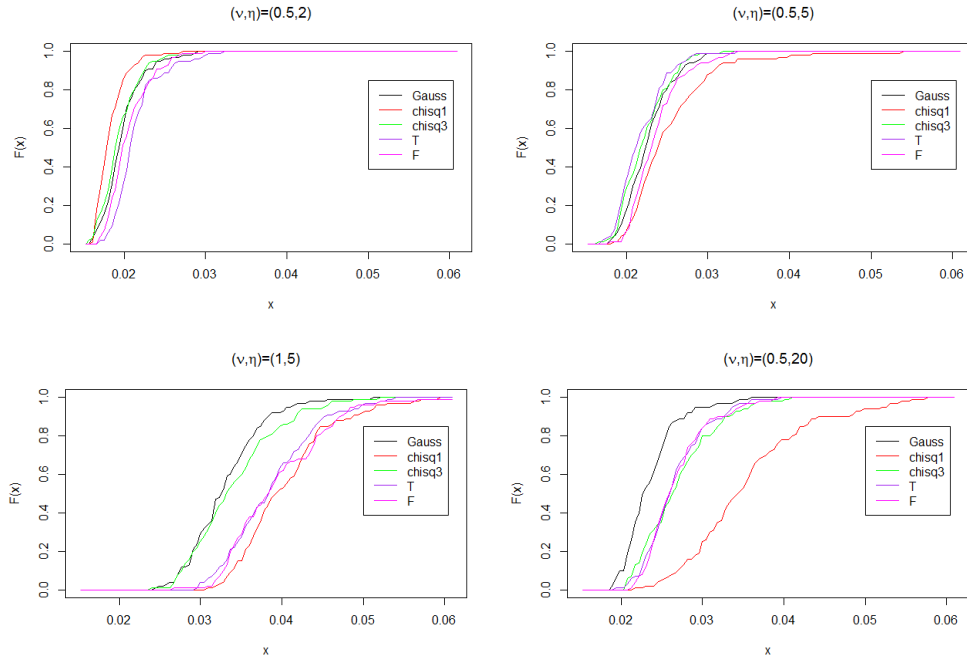 (ν,η)=(0.5,2)
F(x)
0.0 0.2 0.4 0.6 0.8 1.0
Gauss
chisq1
chisq3
T
F
0.02 0.03 0.04 0.05 0.06
x
(ν,η)=(0.5,5)
F(x)
0.0 0.2 0.4 0.6 0.8 1.0
Gauss
chisq1
chisq3
T
F
0.02 0.03 0.04 0.05 0.06
x
(ν,η)=(1,5)
F(x)
0.0 0.2 0.4 0.6 0.8 1.0
Gauss
chisq1
chisq3
T
F
0.02 0.03 0.04 0.05 0.06
x
(ν,η)=(0.5,20)
F(x)
0.0 0.2 0.4 0.6 0.8 1.0
Gauss
chisq1
chisq3
T
F
0.02 0.03 0.04 0.05 0.06
x